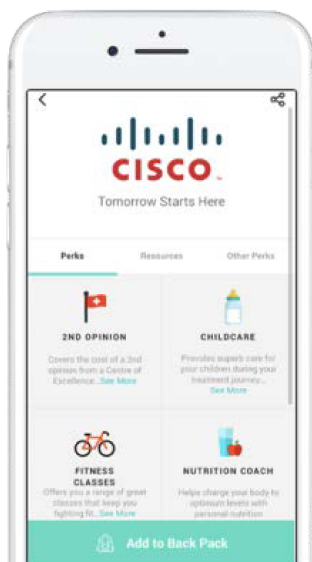 CISCO
Tomorrow Starts Here
Perks
Resources
Other Perks
2ND OPINION
Covers the cost of a 2nd
opinion from a Centre of
Excellence...See More
CHILDCARE
Provides superb care for
your children during your
treatment journey...
See More
FITNESS
CLASSES
Offers you a range of great
classes that keep you
fighting fit...See More
NUTRITION COACH
Helps charge your body to
optimum levels with
personal nutrition
Add to Back Pack